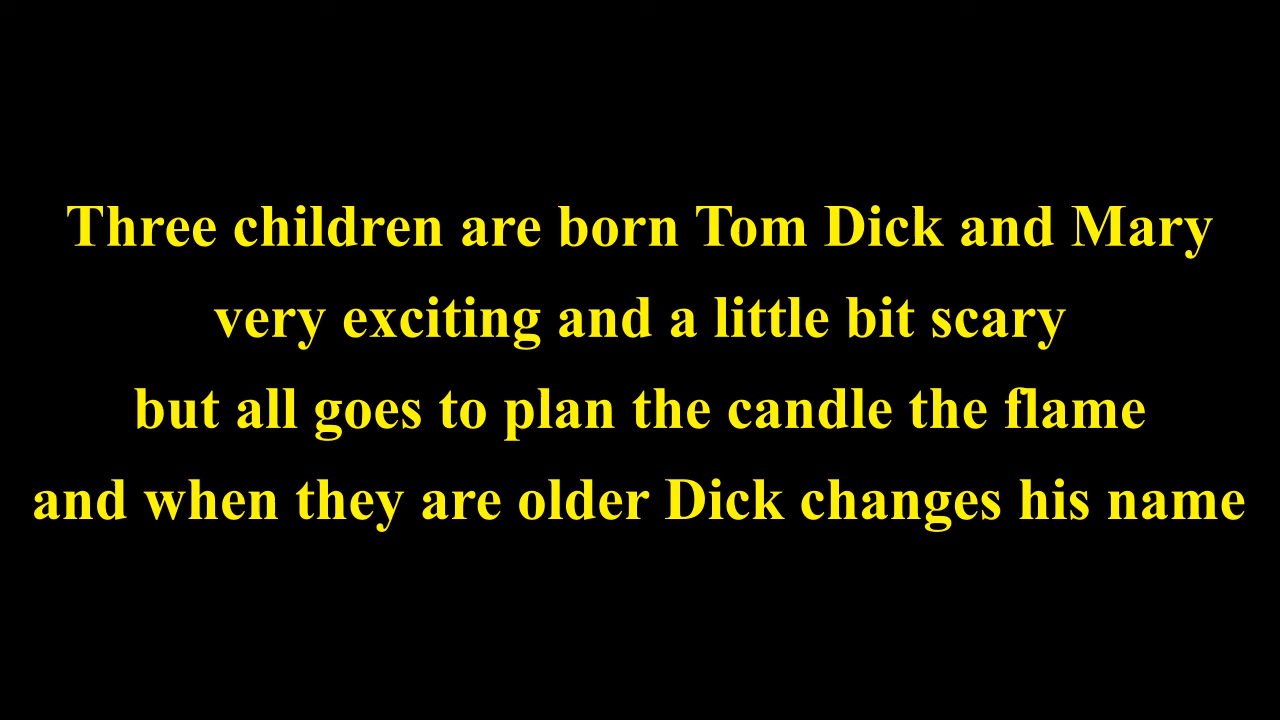 Three children are born Tom Dick and Mary
very exciting and a little bit scary
but all goes to plan the candle the flame
and when they are older Dick changes his name